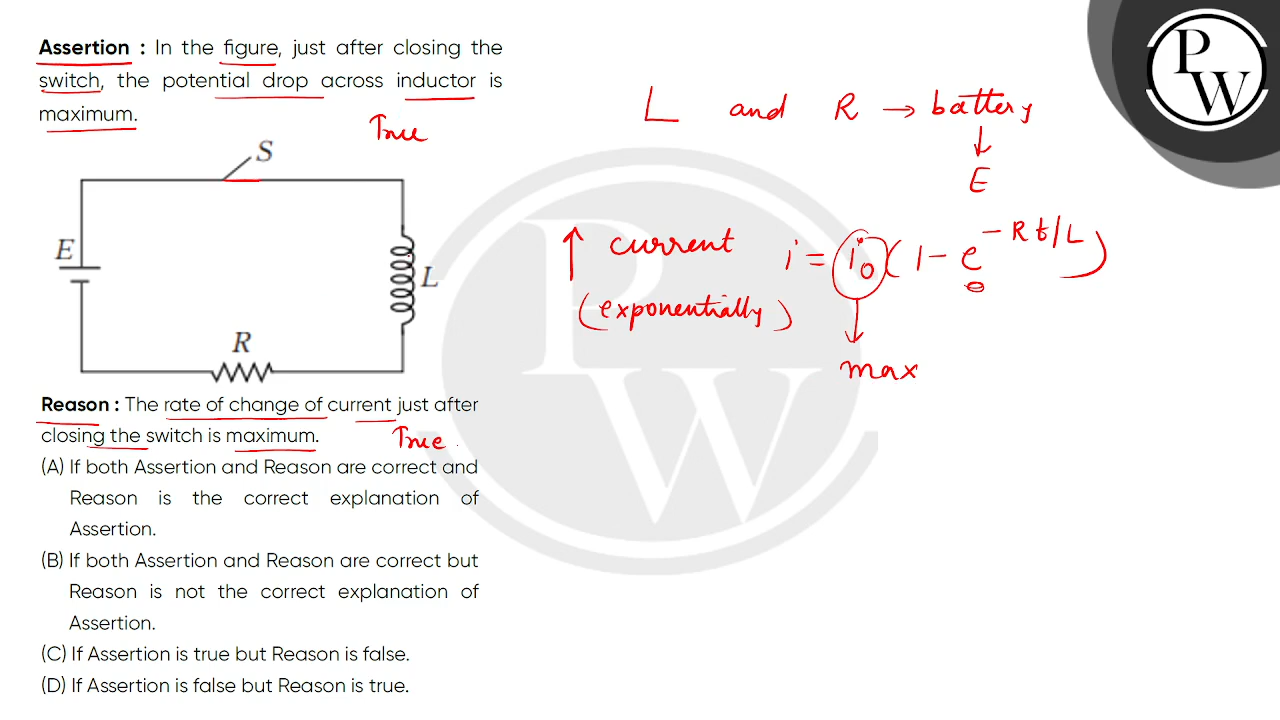 Assertion : In the figure, just after closing the
switch, the potential drop across inductor is
maximum.
True
S
E
L
R
Reason : The rate of change of current just after
closing the switch is maximum.
True
(A) If both Assertion and Reason are correct and
Reason is the correct explanation of
Assertion.
(B) If both Assertion and Reason are correct but
Reason is not the correct explanation of
Assertion.
(C) If Assertion is true but Reason is false.
(D) If Assertion is false but Reason is true.
L and R → battery
↓
E
↑ current i = i₀(1 - e^{-Rt/L})
(exponentially)
↓
max
PW
PW